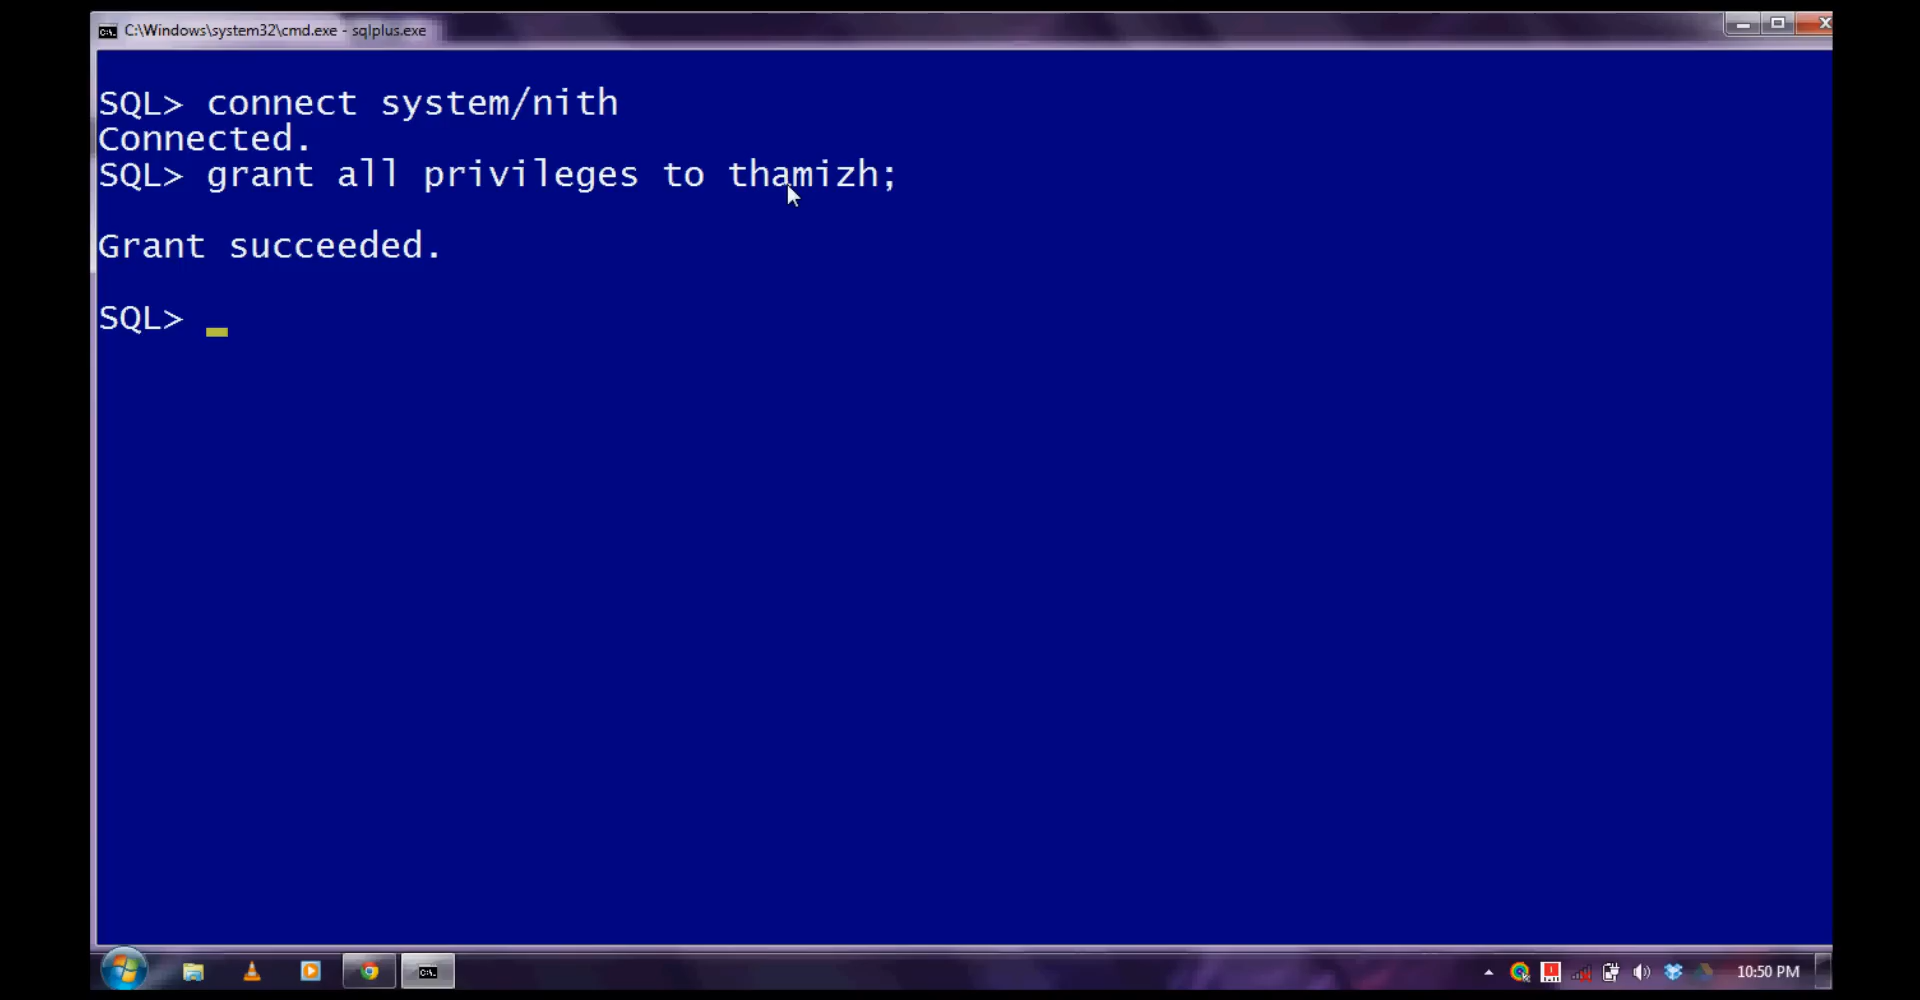 C:\Windows\system32\cmd.exe - sqlplus.exe
SQL> connect system/nith
Connected.
SQL> grant all privileges to thamizh;
Grant succeeded.
SQL>
10:50 PM